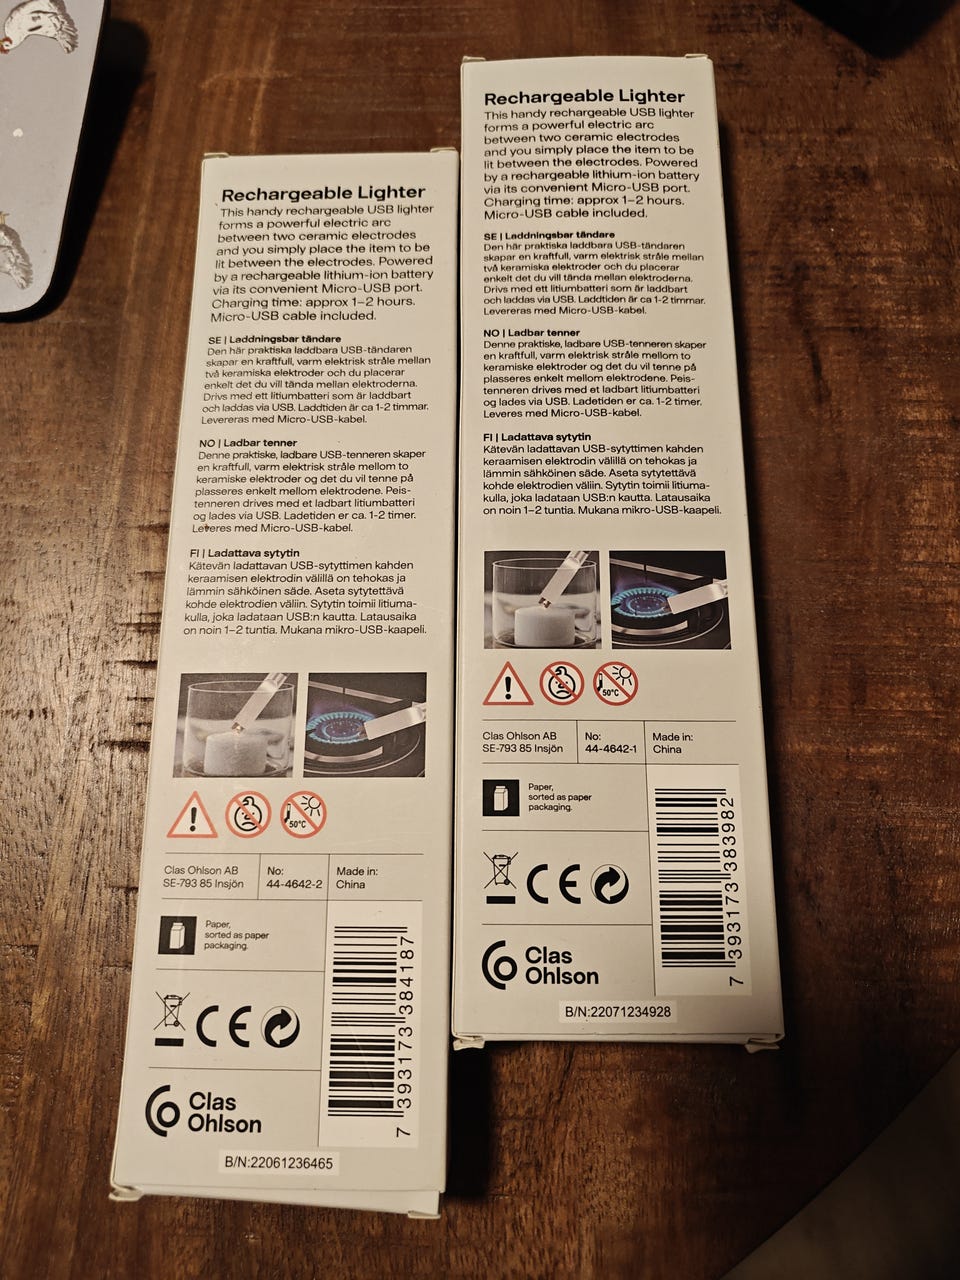 Rechargeable Lighter
This handy rechargeable USB lighter
forms a powerful electric arc
between two ceramic electrodes
and you simply place the item to be
lit between the electrodes. Powered
by a rechargeable lithium-ion battery
via its convenient Micro-USB port.
Charging time: approx 1–2 hours.
Micro-USB cable included.
SE | Laddningsbar tändare
Den här praktiska laddbara USB-tändaren
skapar en kraftfull, varm elektrisk stråle mellan
två keramiska elektroder och du placerar
enkelt det du vill tända mellan elektroderna.
Drivs med ett litiumbatteri som är laddbart
och laddas via USB. Laddtiden är ca 1-2 timmar.
Levereras med Micro-USB-kabel.
NO | Ladbar tenner
Denne praktiske, ladbare USB-tenneren skaper
en kraftfull, varm elektrisk stråle mellom to
keramiske elektroder og det du vil tenne på
plasseres enkelt mellom elektrodene. Peis-
tenneren drives med et ladbart litiumbatteri
og lades via USB. Ladetiden er ca. 1-2 timer.
Leveres med Micro-USB-kabel.
FI | Ladattava sytytin
Kätevän ladattavan USB-sytyttimen kahden
keraamisen elektrodin välillä on tehokas ja
lämmin sähköinen säde. Aseta sytytettävä
kohde elektrodien väliin. Sytytin toimii litiuma-
kulla, joka ladataan USB:n kautta. Latausaika
on noin 1–2 tuntia. Mukana mikro-USB-kaapeli.
50°C
Clas Ohlson AB
SE-793 85 Insjön
No:
44-4642-2
Made in:
China
Paper,
sorted as paper
packaging.
7 393173 384187
CE
Clas
Ohlson
B/N:22061236465
Rechargeable Lighter
This handy rechargeable USB lighter
forms a powerful electric arc
between two ceramic electrodes
and you simply place the item to be
lit between the electrodes. Powered
by a rechargeable lithium-ion battery
via its convenient Micro-USB port.
Charging time: approx 1–2 hours.
Micro-USB cable included.
SE | Laddningsbar tändare
Den här praktiska laddbara USB-tändaren
skapar en kraftfull, varm elektrisk stråle mellan
två keramiska elektroder och du placerar
enkelt det du vill tända mellan elektroderna.
Drivs med ett litiumbatteri som är laddbart
och laddas via USB. Laddtiden är ca 1-2 timmar.
Levereras med Micro-USB-kabel.
NO | Ladbar tenner
Denne praktiske, ladbare USB-tenneren skaper
en kraftfull, varm elektrisk stråle mellom to
keramiske elektroder og det du vil tenne på
plasseres enkelt mellom elektrodene. Peis-
tenneren drives med et ladbart litiumbatteri
og lades via USB. Ladetiden er ca. 1-2 timer.
Leveres med Micro-USB-kabel.
FI | Ladattava sytytin
Kätevän ladattavan USB-sytyttimen kahden
keraamisen elektrodin välillä on tehokas ja
lämmin sähköinen säde. Aseta sytytettävä
kohde elektrodien väliin. Sytytin toimii litiuma-
kulla, joka ladataan USB:n kautta. Latausaika
on noin 1–2 tuntia. Mukana mikro-USB-kaapeli.
50°C
Clas Ohlson AB
SE-793 85 Insjön
No:
44-4642-1
Made in:
China
Paper,
sorted as paper
packaging.
7 393173 383982
CE
Clas
Ohlson
B/N:22071234928